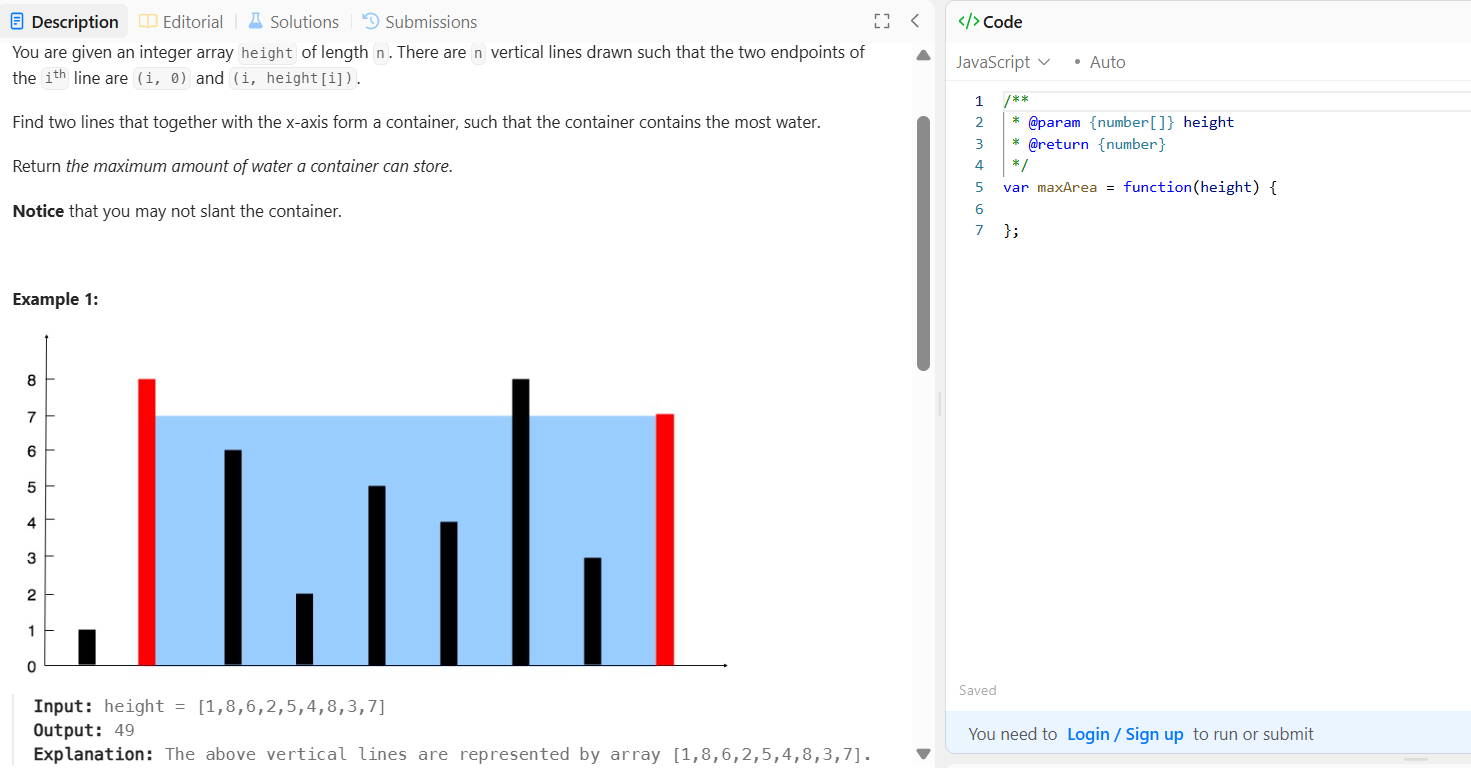 Description Editorial Solutions Submissions
You are given an integer array height of length n. There are n vertical lines drawn such that the two endpoints of
the ith line are (i, 0) and (i, height[i]).
Find two lines that together with the x-axis form a container, such that the container contains the most water.
Return the maximum amount of water a container can store.
Notice that you may not slant the container.
Example 1:
8
7
6
5
4
3
2
1
0
Input: height = [1,8,6,2,5,4,8,3,7]
Output: 49
Explanation: The above vertical lines are represented by array [1,8,6,2,5,4,8,3,7].
</> Code
JavaScript • Auto
1 /**
2 * @param {number[]} height
3 * @return {number}
4 */
5 var maxArea = function(height) {
6
7 };
Saved
You need to Login / Sign up to run or submit